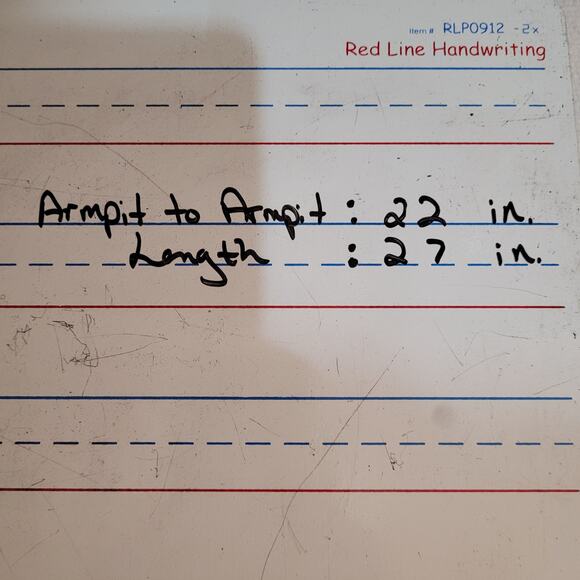 Item # RLP0912 -2x
Red Line Handwriting
Armpit to Armpit : 22 in.
Length : 27 in.